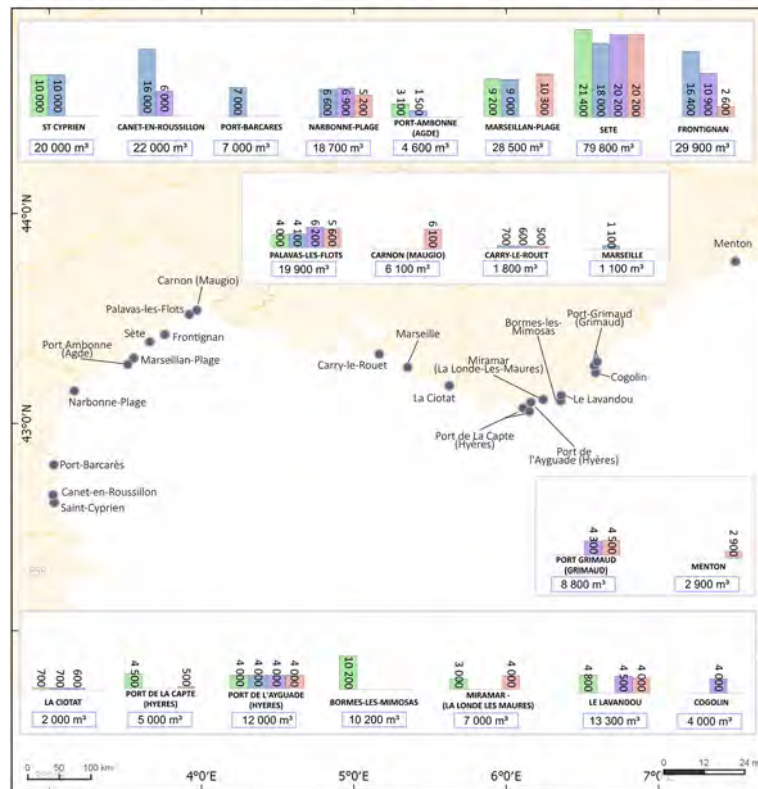 10 000
10 000
ST CYPRIEN
20 000 m³
16 000
6 000
CANET-EN-ROUSSILLON
22 000 m³
7 000
PORT-BARCARES
7 000 m³
6 600
6 900
5 200
NARBONNE-PLAGE
18 700 m³
3 100
1 500
PORT-AMBONNE
(AGDE)
4 600 m³
9 200
9 000
10 300
MARSEILLAN-PLAGE
28 500 m³
21 400
18 000
20 200
20 200
SETE
79 800 m³
16 400
10 900
2 600
FRONTIGNAN
29 900 m³
4 000
4 100
6 200
5 600
PALAVAS-LES-FLOTS
19 900 m³
6 100
CARNON (MAUGIO)
6 100 m³
700
600
500
CARRY-LE-ROUET
1 800 m³
1 100
MARSEILLE
1 100 m³
44°0'N
Menton
Carnon (Maugio)
Palavas-les-Flots
Sète
Frontignan
Port Ambonne
(Agde)
Marseillan-Plage
Narbonne-Plage
Port-Barcarès
Canet-en-Roussillon
Saint-Cyprien
43°0'N
Carry-le-Rouet
Marseille
La Ciotat
Miramar
(La Londe-Les-Maures)
Bormes-les-
Mimosas
Port-Grimaud
(Grimaud)
Cogolin
Le Lavandou
Port de La Capte
(Hyères)
Port de
l'Ayguade (Hyères)
4 300
4 500
PORT GRIMAUD
(GRIMAUD)
8 800 m³
2 900
MENTON
2 900 m³
700
700
600
LA CIOTAT
2 000 m³
4 500
500
PORT DE LA CAPTE
(HYERES)
5 000 m³
4 000
4 000
4 000
4 000
PORT DE L'AYGUADE
(HYERES)
12 000 m³
10 200
BORMES-LES-MIMOSAS
10 200 m³
3 000
4 000
MIRAMAR -
(LA LONDE LES MAURES)
7 000 m³
4 800
4 500
4 000
LE LAVANDOU
13 300 m³
4 000
COGOLIN
4 000 m³
0
50
100 km
4°0'E
5°0'E
6°0'E
7°0'E
0
12
24 m